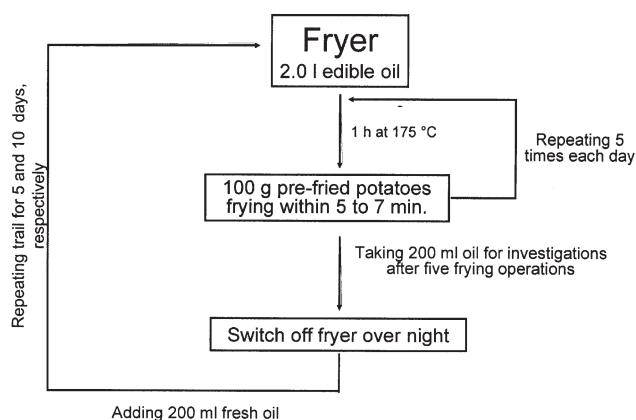 Fryer
2.0 l edible oil
1 h at 175 °C
Repeating 5
times each day
100 g pre-fried potatoes
frying within 5 to 7 min.
Taking 200 ml oil for investigations
after five frying operations
Switch off fryer over night
Adding 200 ml fresh oil
Repeating trail for 5 and 10 days,
respectively